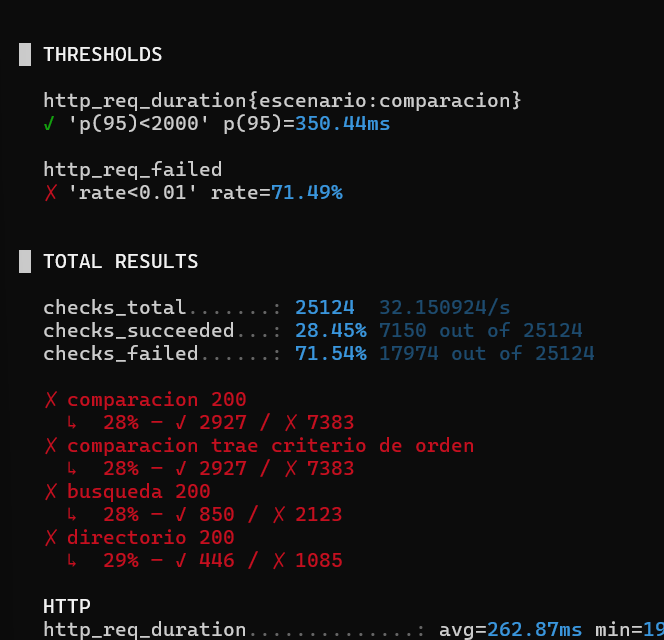 THRESHOLDS
http_req_duration{escenario:comparacion}
✓ 'p(95)<2000' p(95)=350.44ms
http_req_failed
✗ 'rate<0.01' rate=71.49%
TOTAL RESULTS
checks_total.......: 25124 32.150924/s
checks_succeeded...: 28.45% 7150 out of 25124
checks_failed......: 71.54% 17974 out of 25124
✗ comparacion 200
↳ 28% — ✓ 2927 / ✗ 7383
✗ comparacion trae criterio de orden
↳ 28% — ✓ 2927 / ✗ 7383
✗ busqueda 200
↳ 28% — ✓ 850 / ✗ 2123
✗ directorio 200
↳ 29% — ✓ 446 / ✗ 1085
HTTP
http_req_duration..............: avg=262.87ms min=19